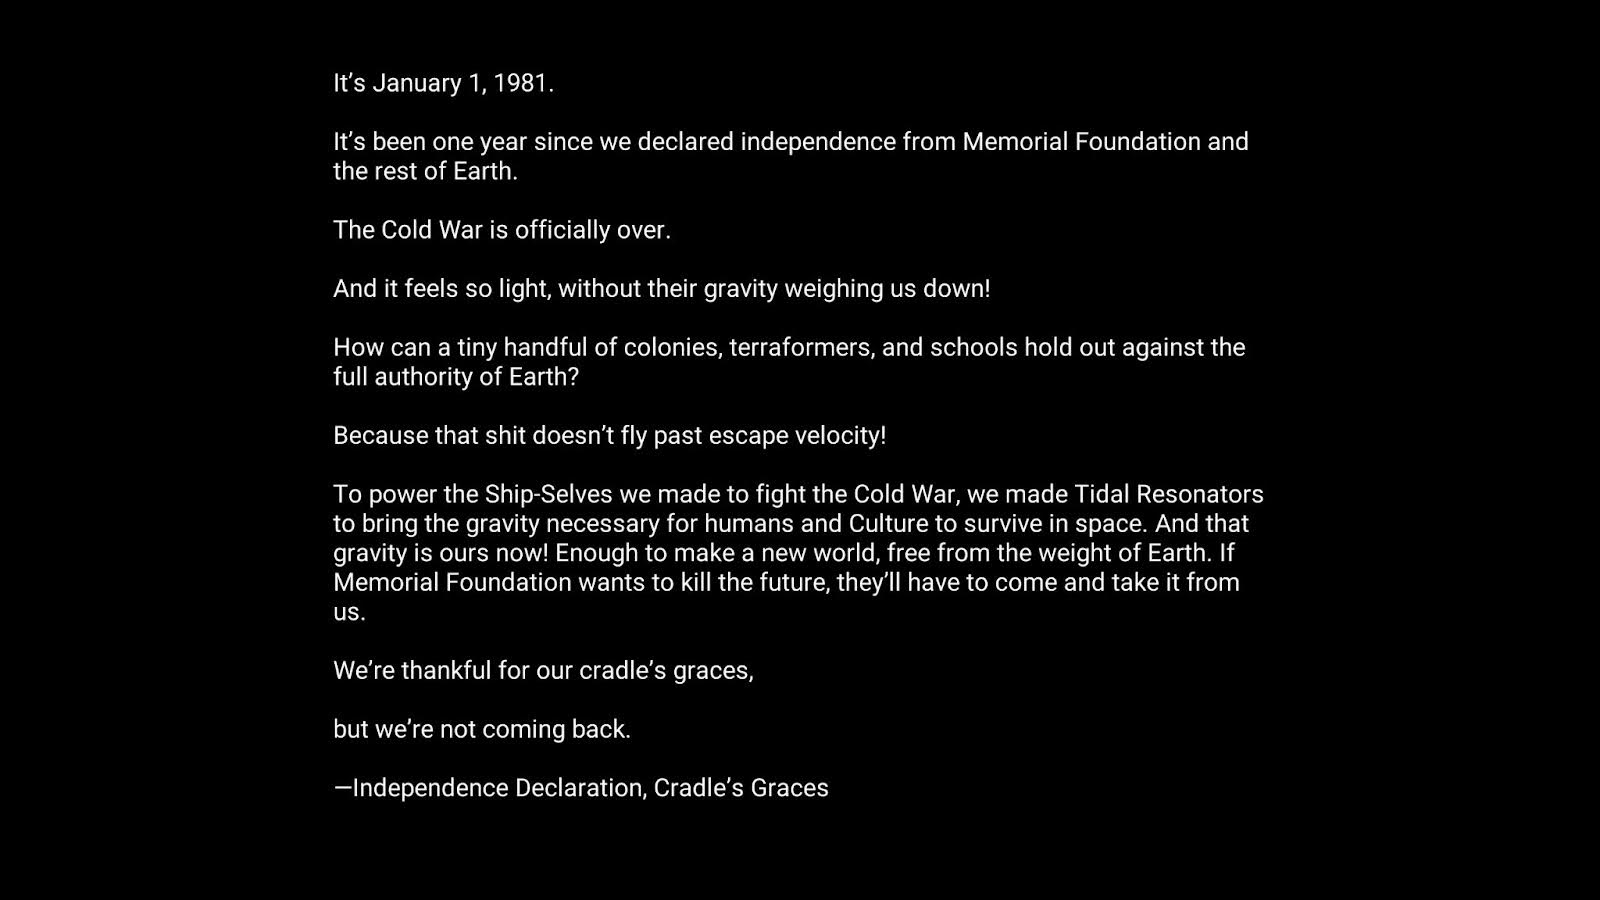 It’s January 1, 1981.
It’s been one year since we declared independence from Memorial Foundation and
the rest of Earth.
The Cold War is officially over.
And it feels so light, without their gravity weighing us down!
How can a tiny handful of colonies, terraformers, and schools hold out against the
full authority of Earth?
Because that shit doesn’t fly past escape velocity!
To power the Ship-Selves we made to fight the Cold War, we made Tidal Resonators
to bring the gravity necessary for humans and Culture to survive in space. And that
gravity is ours now! Enough to make a new world, free from the weight of Earth. If
Memorial Foundation wants to kill the future, they’ll have to come and take it from
us.
We’re thankful for our cradle’s graces,
but we’re not coming back.
—Independence Declaration, Cradle’s Graces